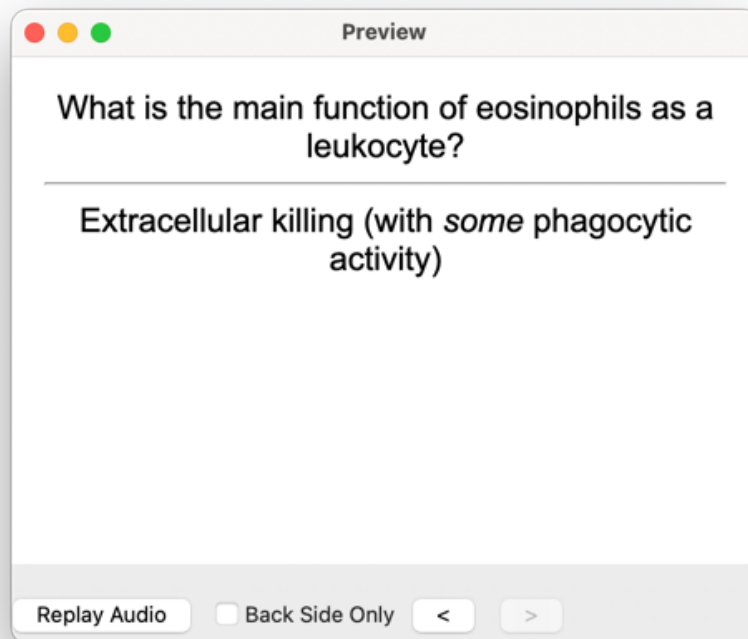 Preview
What is the main function of eosinophils as a
leukocyte?
Extracellular killing (with some phagocytic
activity)
Replay Audio
Back Side Only
<
>